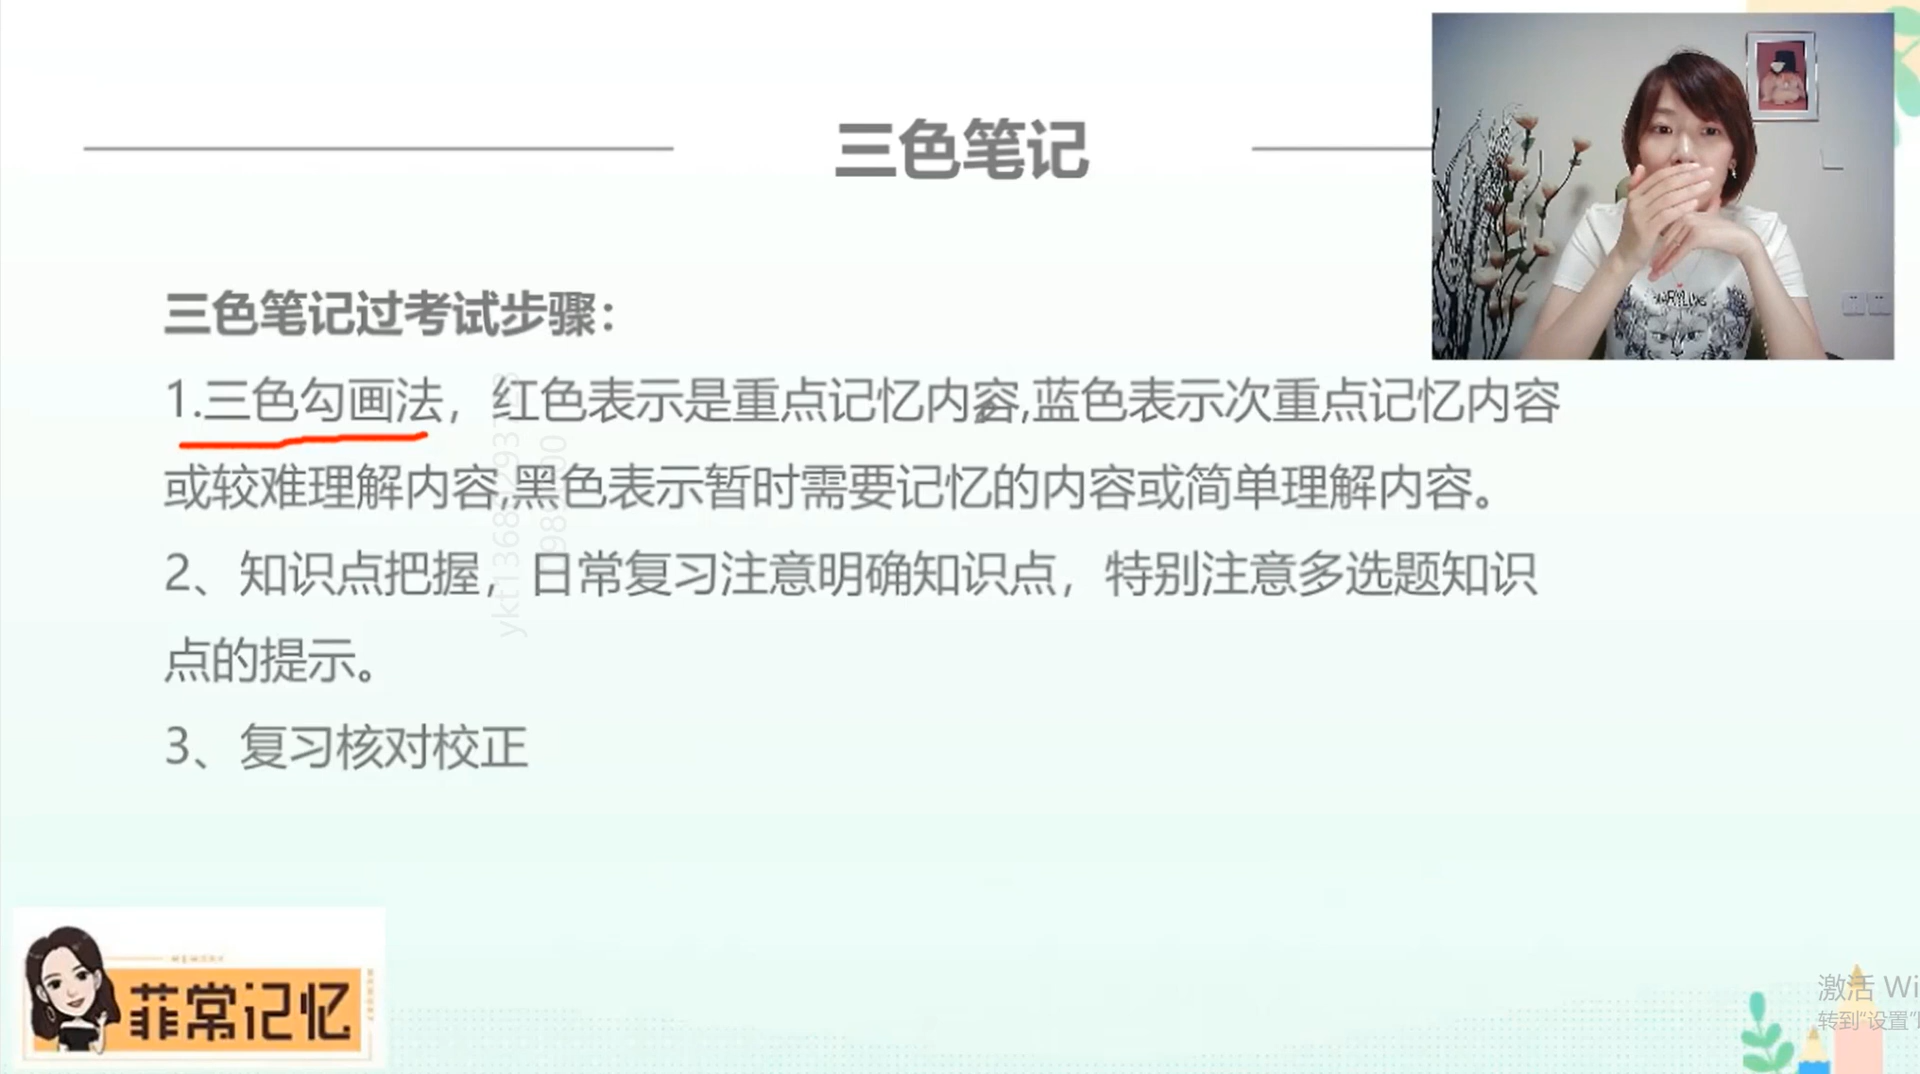 三色笔记
三色笔记过考试步骤：
1.三色勾画法，红色表示是重点记忆内容,蓝色表示次重点记忆内容
或较难理解内容,黑色表示暂时需要记忆的内容或简单理解内容。
2、知识点把握，日常复习注意明确知识点，特别注意多选题知识
点的提示。
3、复习核对校正
菲常记忆
激活 Wi
转到"设置"